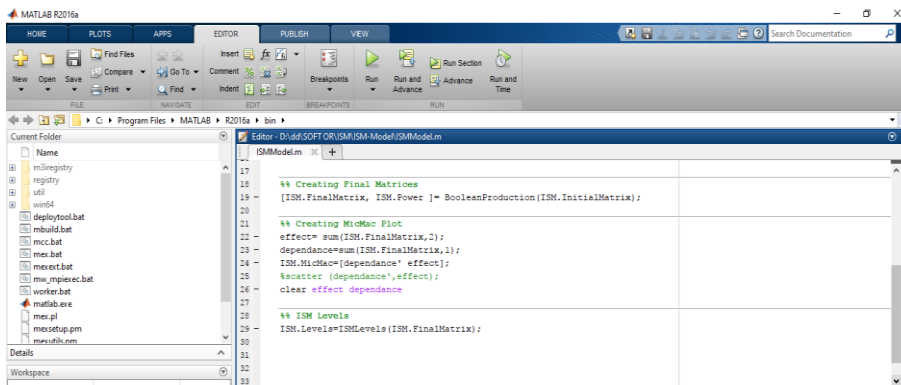 MATLAB R2016a
HOME PLOTS APPS EDITOR PUBLISH VIEW
Search Documentation
New Open Save Find Files Compare Print
Go To Find
Insert fx
Comment %
Indent
Breakpoints
Run
Run and Advance
Run Section
Advance
Run and Time
FILE NAVIGATE EDIT BREAKPOINTS RUN
C: Program Files MATLAB R2016a bin
Current Folder
Name
m3iregistry
registry
util
win64
deploytool.bat
mbuild.bat
mcc.bat
mex.bat
mexext.bat
mw_mpiexec.bat
worker.bat
matlab.exe
mex.pl
mexsetup.pm
mexutils.pm
Details
Workspace
Editor - D:\dd\SOFT OR\ISM\ISM-Model\ISMModel.m
ISMModel.m × +
17
18 %% Creating Final Matrices
19 – [ISM.FinalMatrix, ISM.Power ]= BooleanProduction(ISM.InitialMatrix);
20
21 %% Creating MicMac Plot
22 – effect= sum(ISM.FinalMatrix,2);
23 – dependance=sum(ISM.FinalMatrix,1);
24 – ISM.MicMac=[dependance' effect];
25 %scatter (dependance',effect);
26 – clear effect dependance
27
28 %% ISM Levels
29 – ISM.Levels=ISMLevels(ISM.FinalMatrix);
30
31
32
33